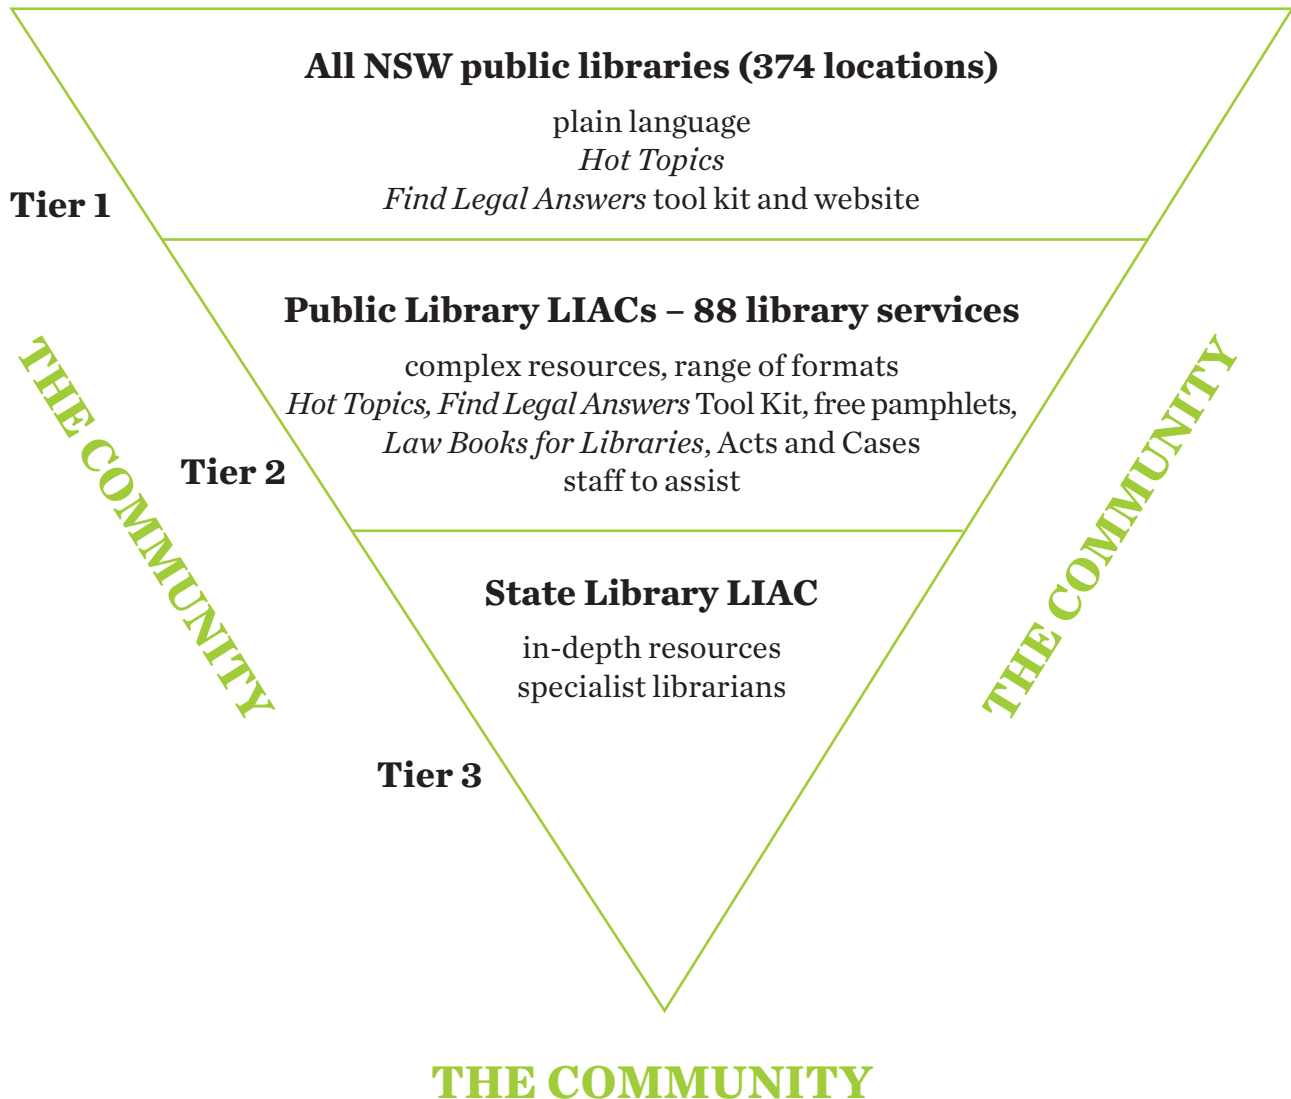 All NSW public libraries (374 locations)
plain language
Hot Topics
Find Legal Answers tool kit and website
Tier 1
Public Library LIACs – 88 library services
complex resources, range of formats
Hot Topics, Find Legal Answers Tool Kit, free pamphlets,
Law Books for Libraries, Acts and Cases
staff to assist
Tier 2
THE COMMUNITY
THE COMMUNITY
State Library LIAC
in-depth resources
specialist librarians
Tier 3
THE COMMUNITY